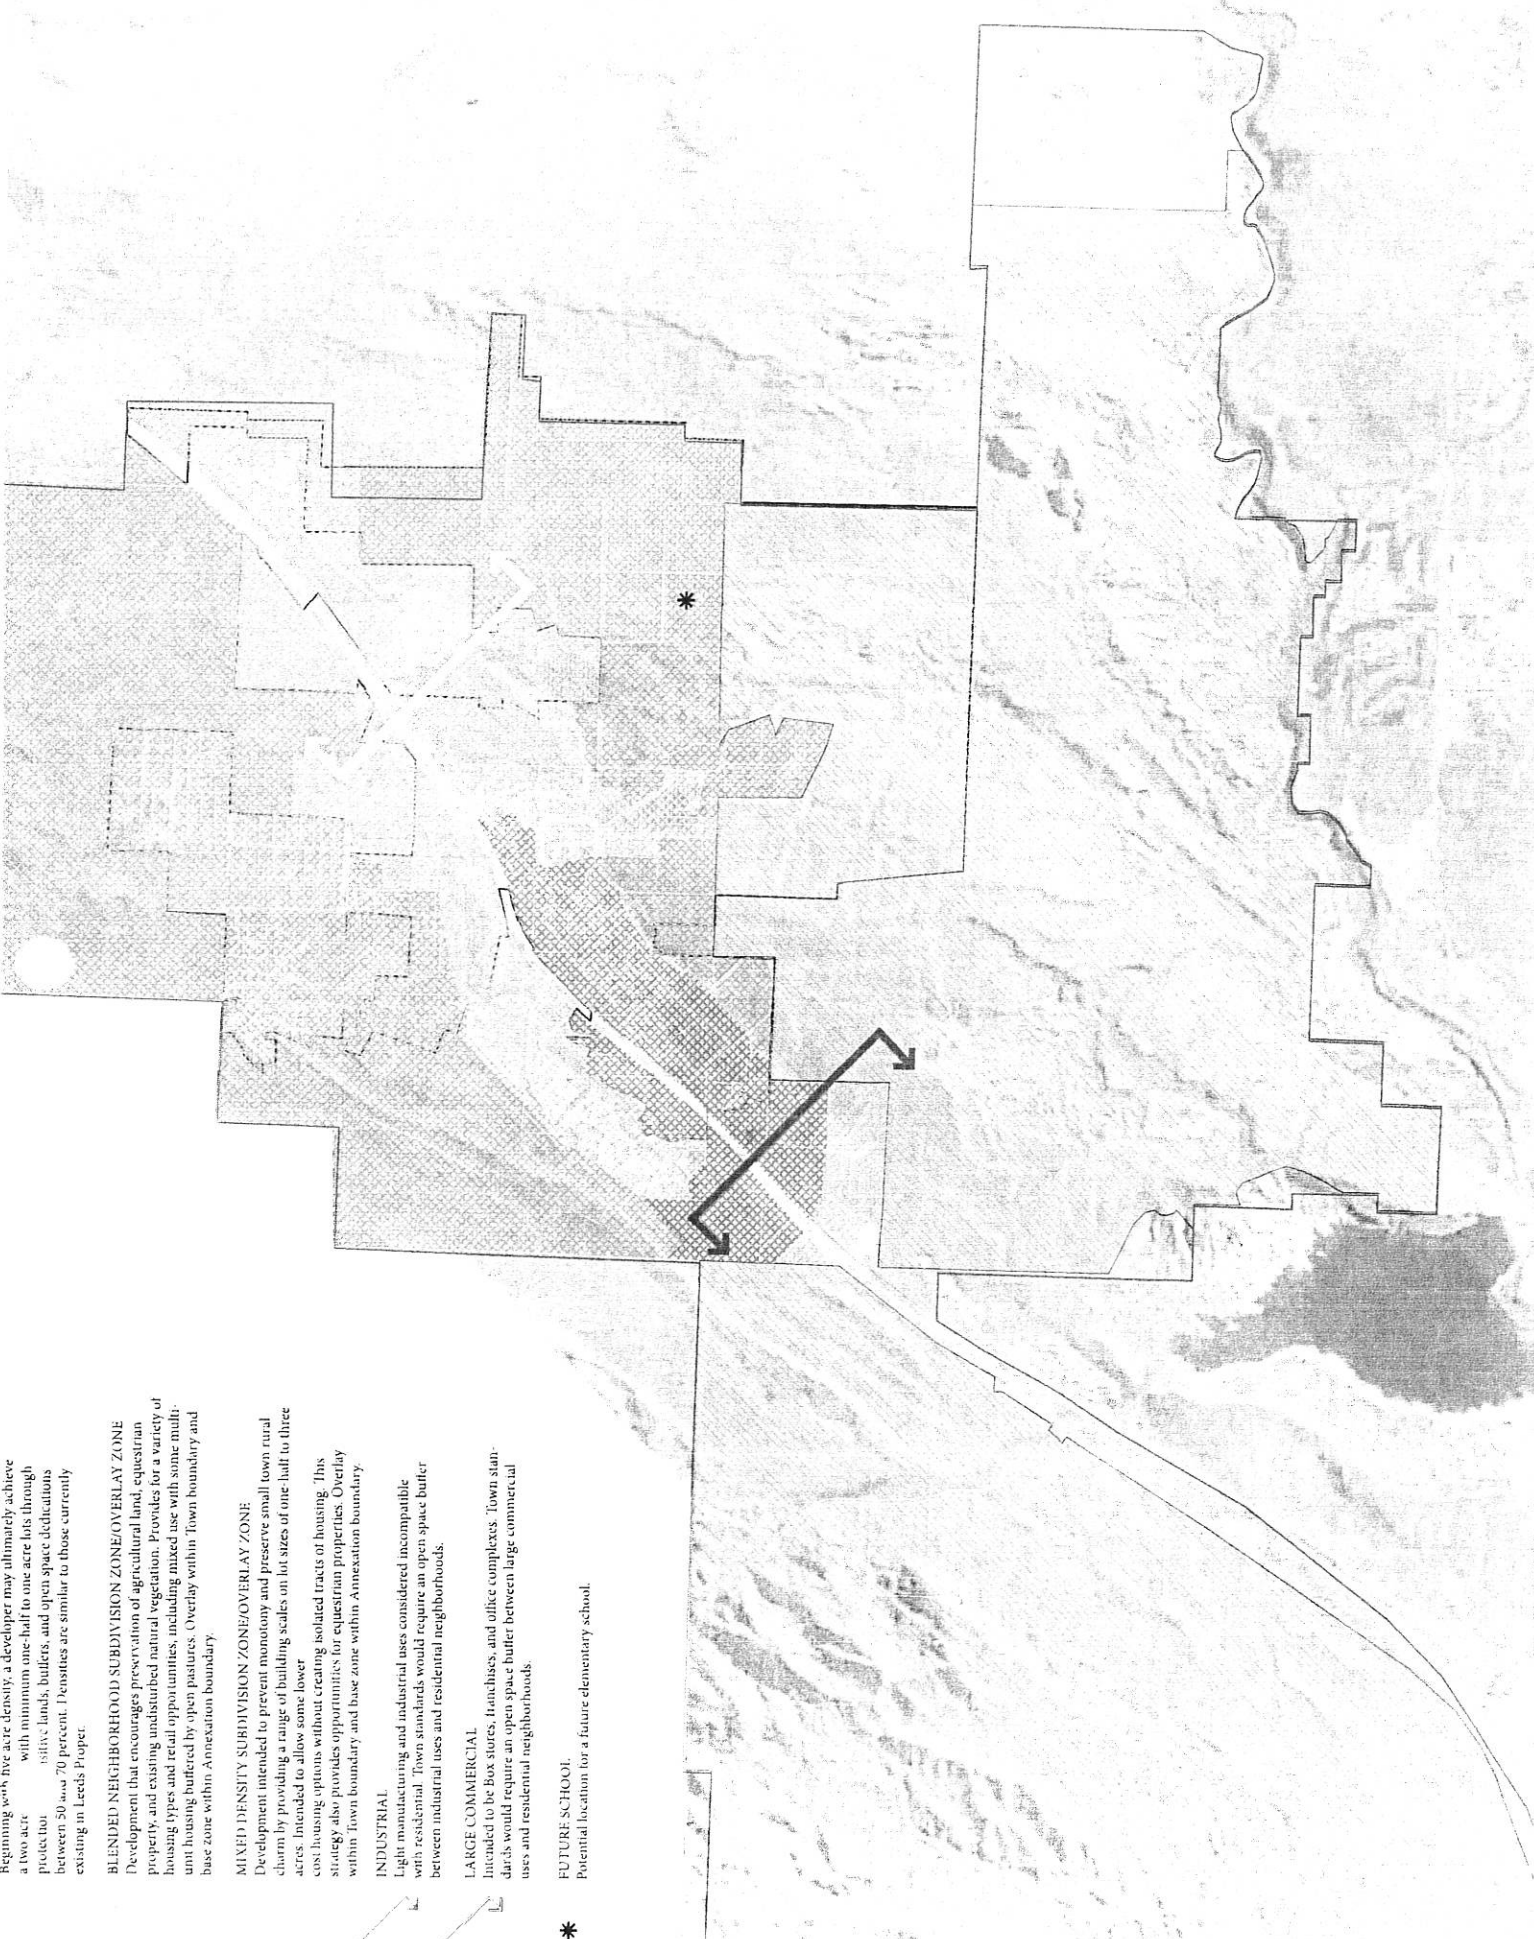 Beginning with five acre density, a developer may ultimately achieve
a two acre with minimum one-half to one acre lots through
protection sitive lands, buffers, and open space dedications
between 50 and 70 percent. Densities are similar to those currently
existing in Leeds Proper.
BLENDED NEIGHBORHOOD SUBDIVISION ZONE/OVERLAY ZONE
Development that encourages preservation of agricultural land, equestrian
property, and existing undisturbed natural vegetation. Provides for a variety of
housing types and retail opportunities, including mixed use with some multi-
unit housing buffered by open pastures. Overlay within Town boundary and
base zone within Annexation boundary.
MIXED DENSITY SUBDIVISION ZONE/OVERLAY ZONE
Development intended to prevent monotony and preserve small town rural
charm by providing a range of building scales on lot sizes of one-half to three
acres. Intended to allow some lower
cost housing options without creating isolated tracts of housing. This
strategy also provides opportunities for equestrian properties. Overlay
within Town boundary and base zone within Annexation boundary.
INDUSTRIAL
Light manufacturing and industrial uses considered incompatible
with residential. Town standards would require an open space buffer
between industrial uses and residential neighborhoods.
LARGE COMMERCIAL
Intended to be Box stores, franchises, and office complexes. Town stan-
dards would require an open space buffer between large commercial
uses and residential neighborhoods.
FUTURE SCHOOL
Potential location for a future elementary school.